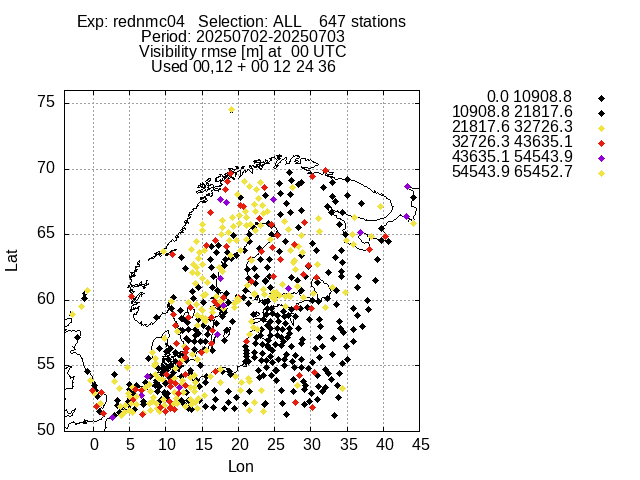 Exp: rednmc04   Selection: ALL    647 stations
Period: 20250702-20250703
Visibility rmse [m] at  00 UTC
Used 00,12 + 00 12 24 36
0.0 10908.8
10908.8 21817.6
21817.6 32726.3
32726.3 43635.1
43635.1 54543.9
54543.9 65452.7
75
70
65
60
55
50
Lat
0 5 10 15 20 25 30 35 40 45
Lon